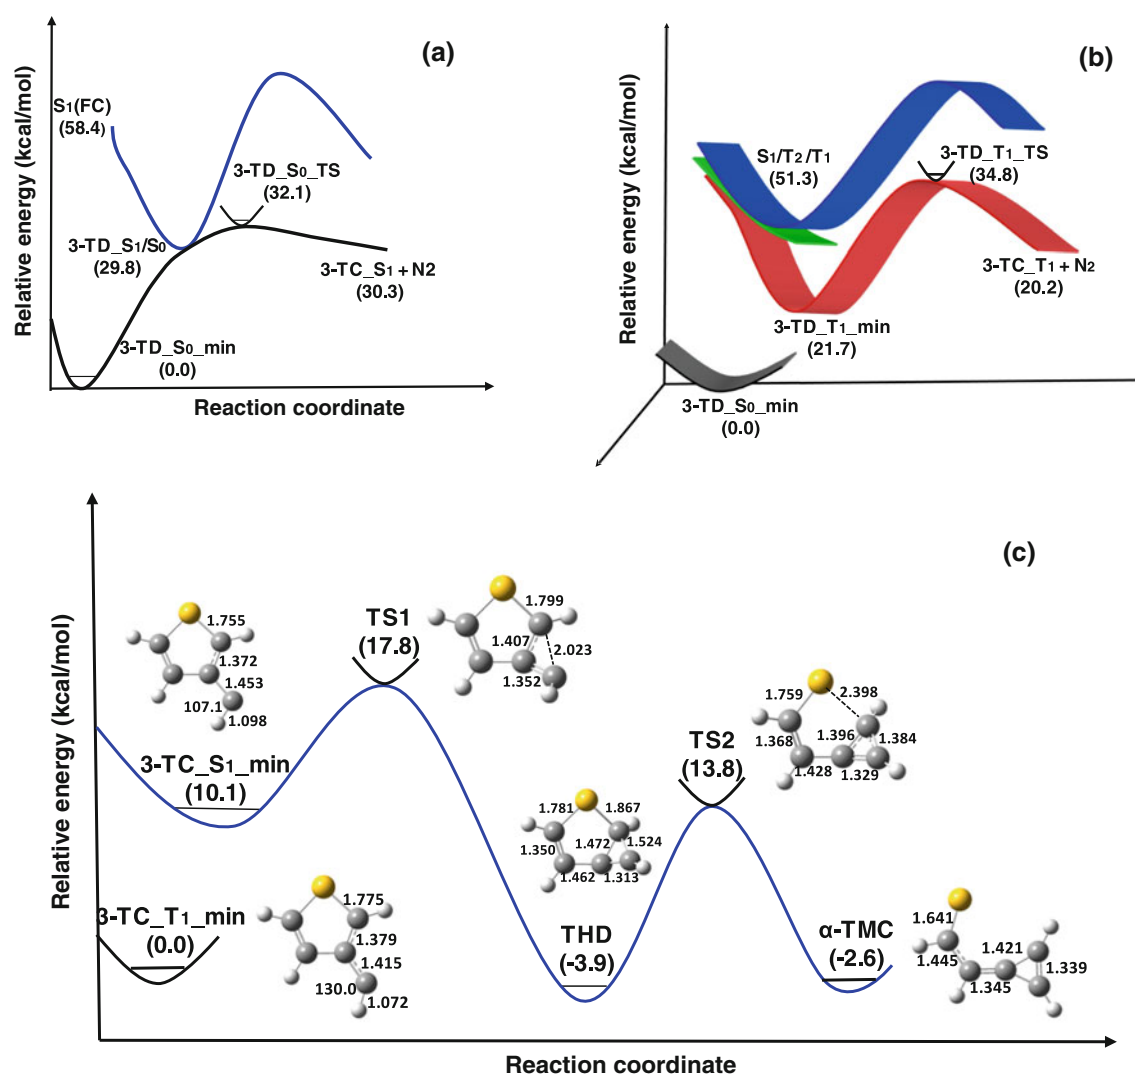 (a)
Relative energy (kcal/mol)
S1(FC)
(58.4)
3-TD_S0_TS
(32.1)
3-TD_S1/S0
(29.8)
3-TC_S1 + N2
(30.3)
3-TD_S0_min
(0.0)
Reaction coordinate
(b)
Relative energy (kcal/mol)
S1/T2 /T1
(51.3)
3-TD_T1_TS
(34.8)
3-TC_T1 + N2
(20.2)
3-TD_T1_min
(21.7)
3-TD_S0_min
(0.0)
(c)
Relative energy (kcal/mol)
1.755
1.372
1.453
107.1
1.098
3-TC_S1_min
(10.1)
3-TC_T1_min
(0.0)
1.775
1.379
1.415
130.0
1.072
TS1
(17.8)
1.799
1.407
2.023
1.352
1.781
1.867
1.350
1.472
1.524
1.462
1.313
THD
(-3.9)
TS2
(13.8)
1.759
2.398
1.368
1.396
1.384
1.428
1.329
α-TMC
(-2.6)
1.641
1.421
1.445
1.339
1.345
Reaction coordinate